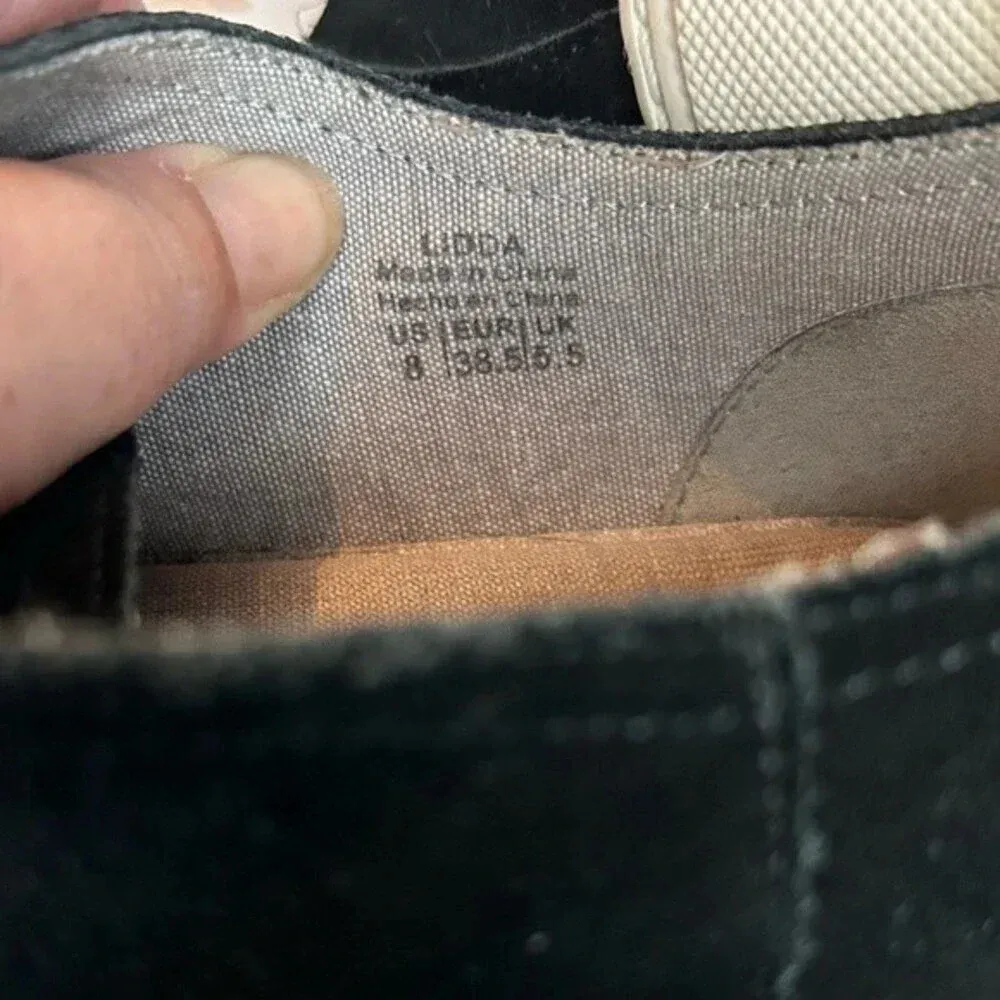 LIDDA
Made in China
Hecho en China
US | EUR | UK
8 | 38.5 | 5.5